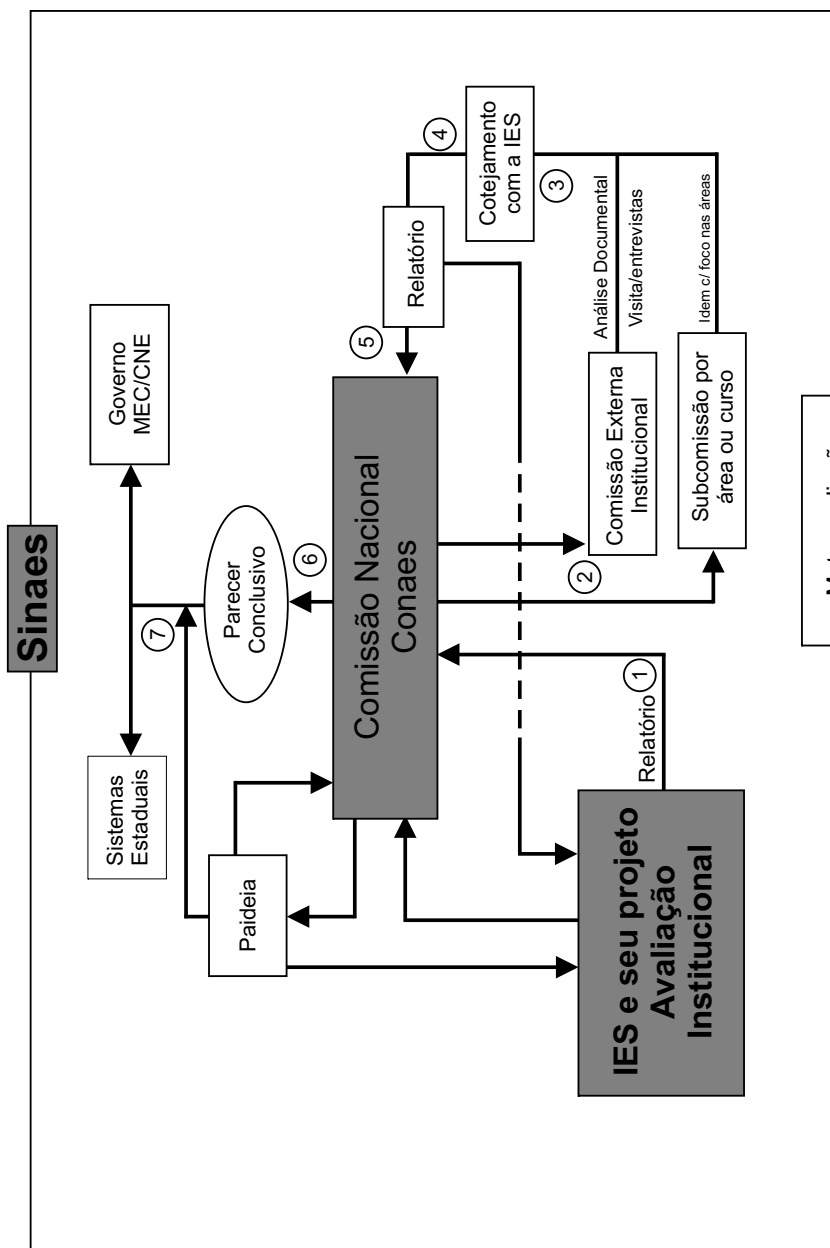 Sinaes
Sistemas
Estaduais
Governo
MEC/CNE
7
Paideia
Parecer
Conclusivo
6
5
Relatório
4
Comissão Nacional
Conaes
Cotejamento
com a IES
3
2
Análise Documental
Visita/entrevistas
Comissão Externa
Institucional
Idem c/ foco nas áreas
Subcomissão por
área ou curso
Relatório
1
IES e seu projeto
Avaliação
Institucional